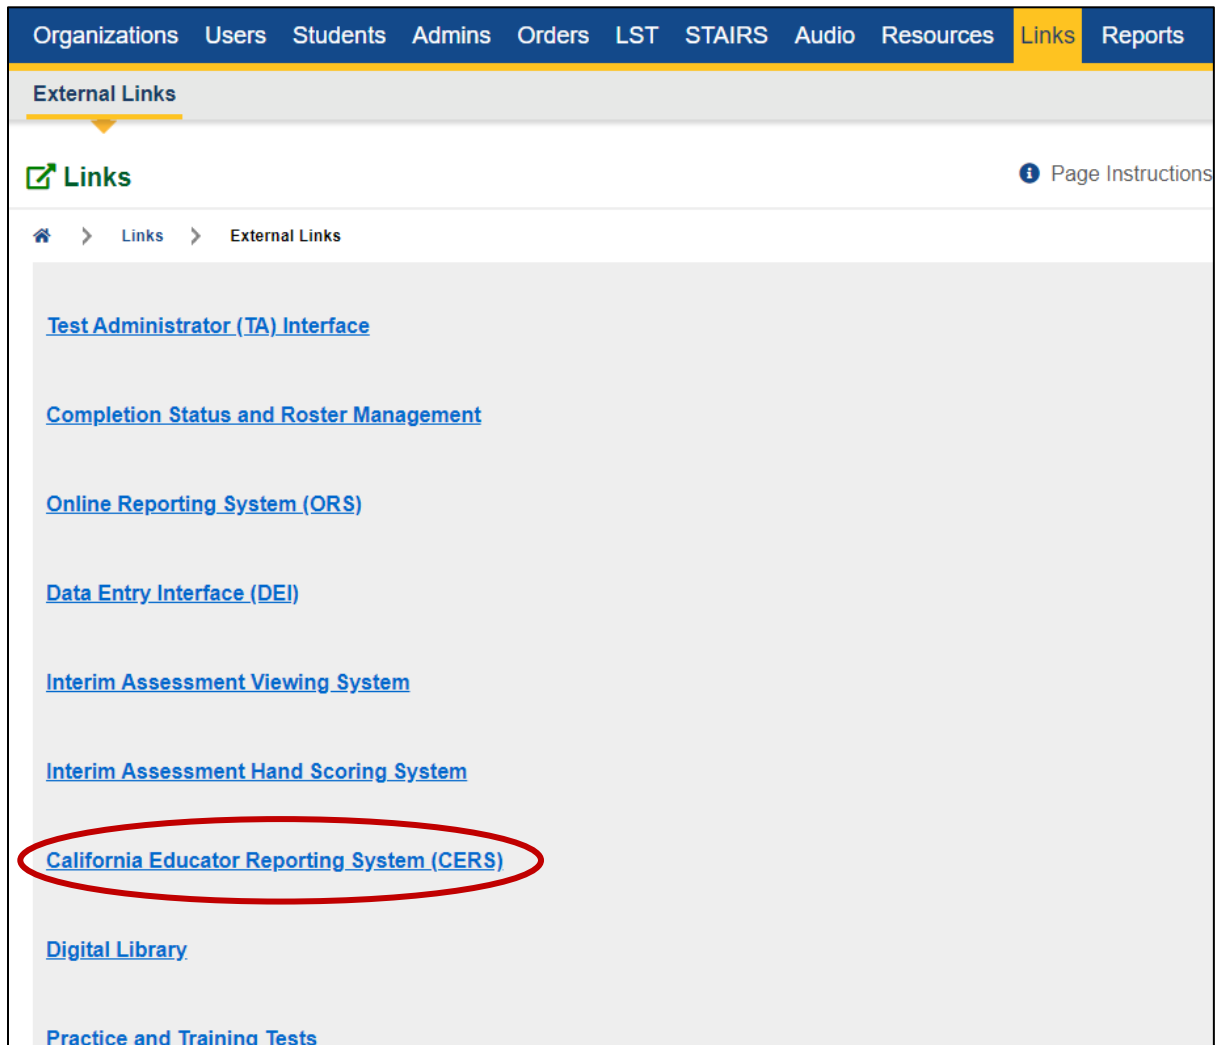 Organizations Users Students Admins Orders LST STAIRS Audio Resources Links Reports
External Links
Links
Page Instructions
Links > External Links
Test Administrator (TA) Interface
Completion Status and Roster Management
Online Reporting System (ORS)
Data Entry Interface (DEI)
Interim Assessment Viewing System
Interim Assessment Hand Scoring System
California Educator Reporting System (CERS)
Digital Library
Practice and Training Tests